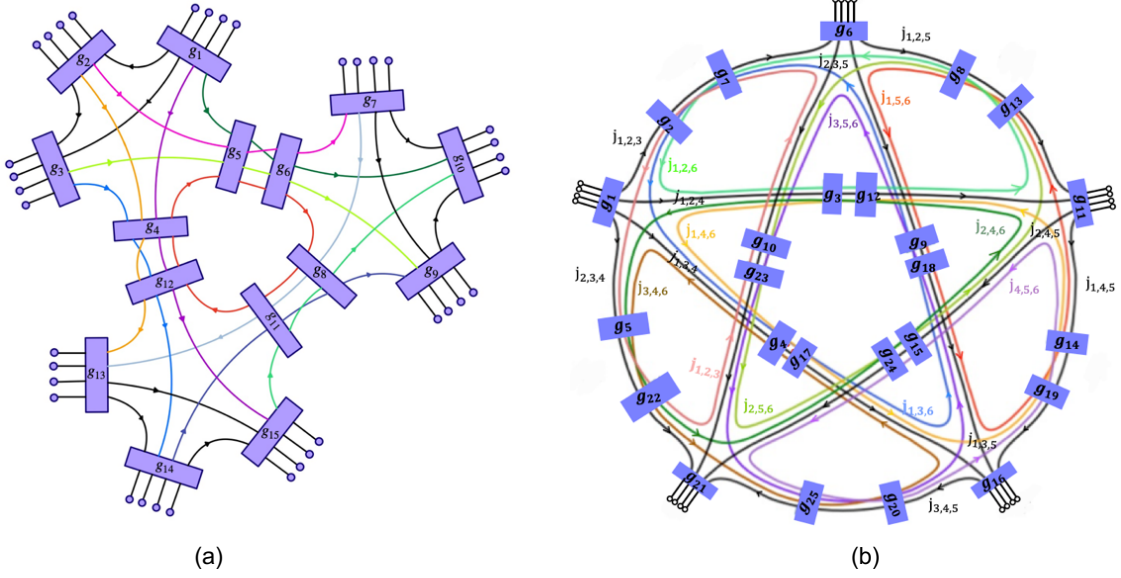 g₁
g₂
g₃
g₄
g₅
g₆
g₇
g₈
g₉
g₁₀
g₁₁
g₁₂
g₁₃
g₁₄
g₁₅
(a)
g₆
j₁,₂,₅
j₂,₃,₅
g₇
g₈
j₁,₅,₆
g₁₃
g₂
j₃,₅,₆
j₁,₂,₃
j₁,₂,₆
g₁
j₁,₂,₄
g₃
g₁₂
g₁₁
j₁,₄,₆
j₂,₄,₆
j₂,₄,₅
g₁₀
g₉
j₁,₃,₄
g₁₈
j₂,₃,₄
g₂₃
j₃,₄,₆
j₄,₅,₆
j₁,₄,₅
g₅
g₄
g₁₅
g₁₄
g₁₇
g₂₄
j₁,₂,₃
g₁₉
g₂₂
j₂,₅,₆
j₁,₃,₆
j₁,₃,₅
g₂₁
g₁₆
g₂₅
g₂₀
j₃,₄,₅
(b)